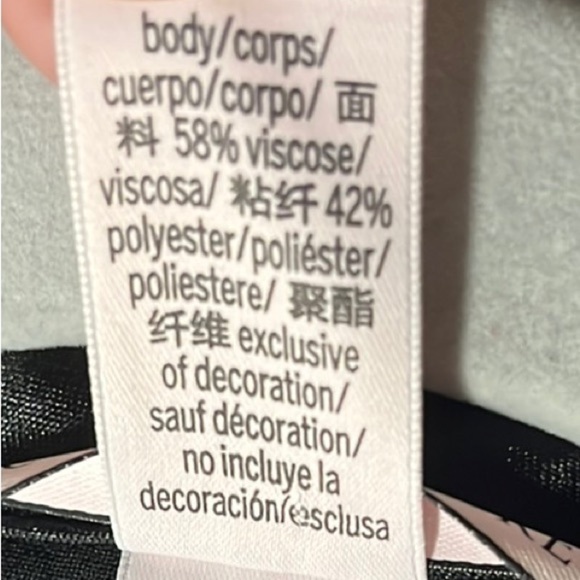 body/corps/
cuerpo/corpo/ 面
料 58% viscose/
viscosa/ 粘纤 42%
polyester/poliéster/
poliestere/ 聚酯
纤维 exclusive
of decoration/
sauf décoration/
no incluye la
decoración/esclusa